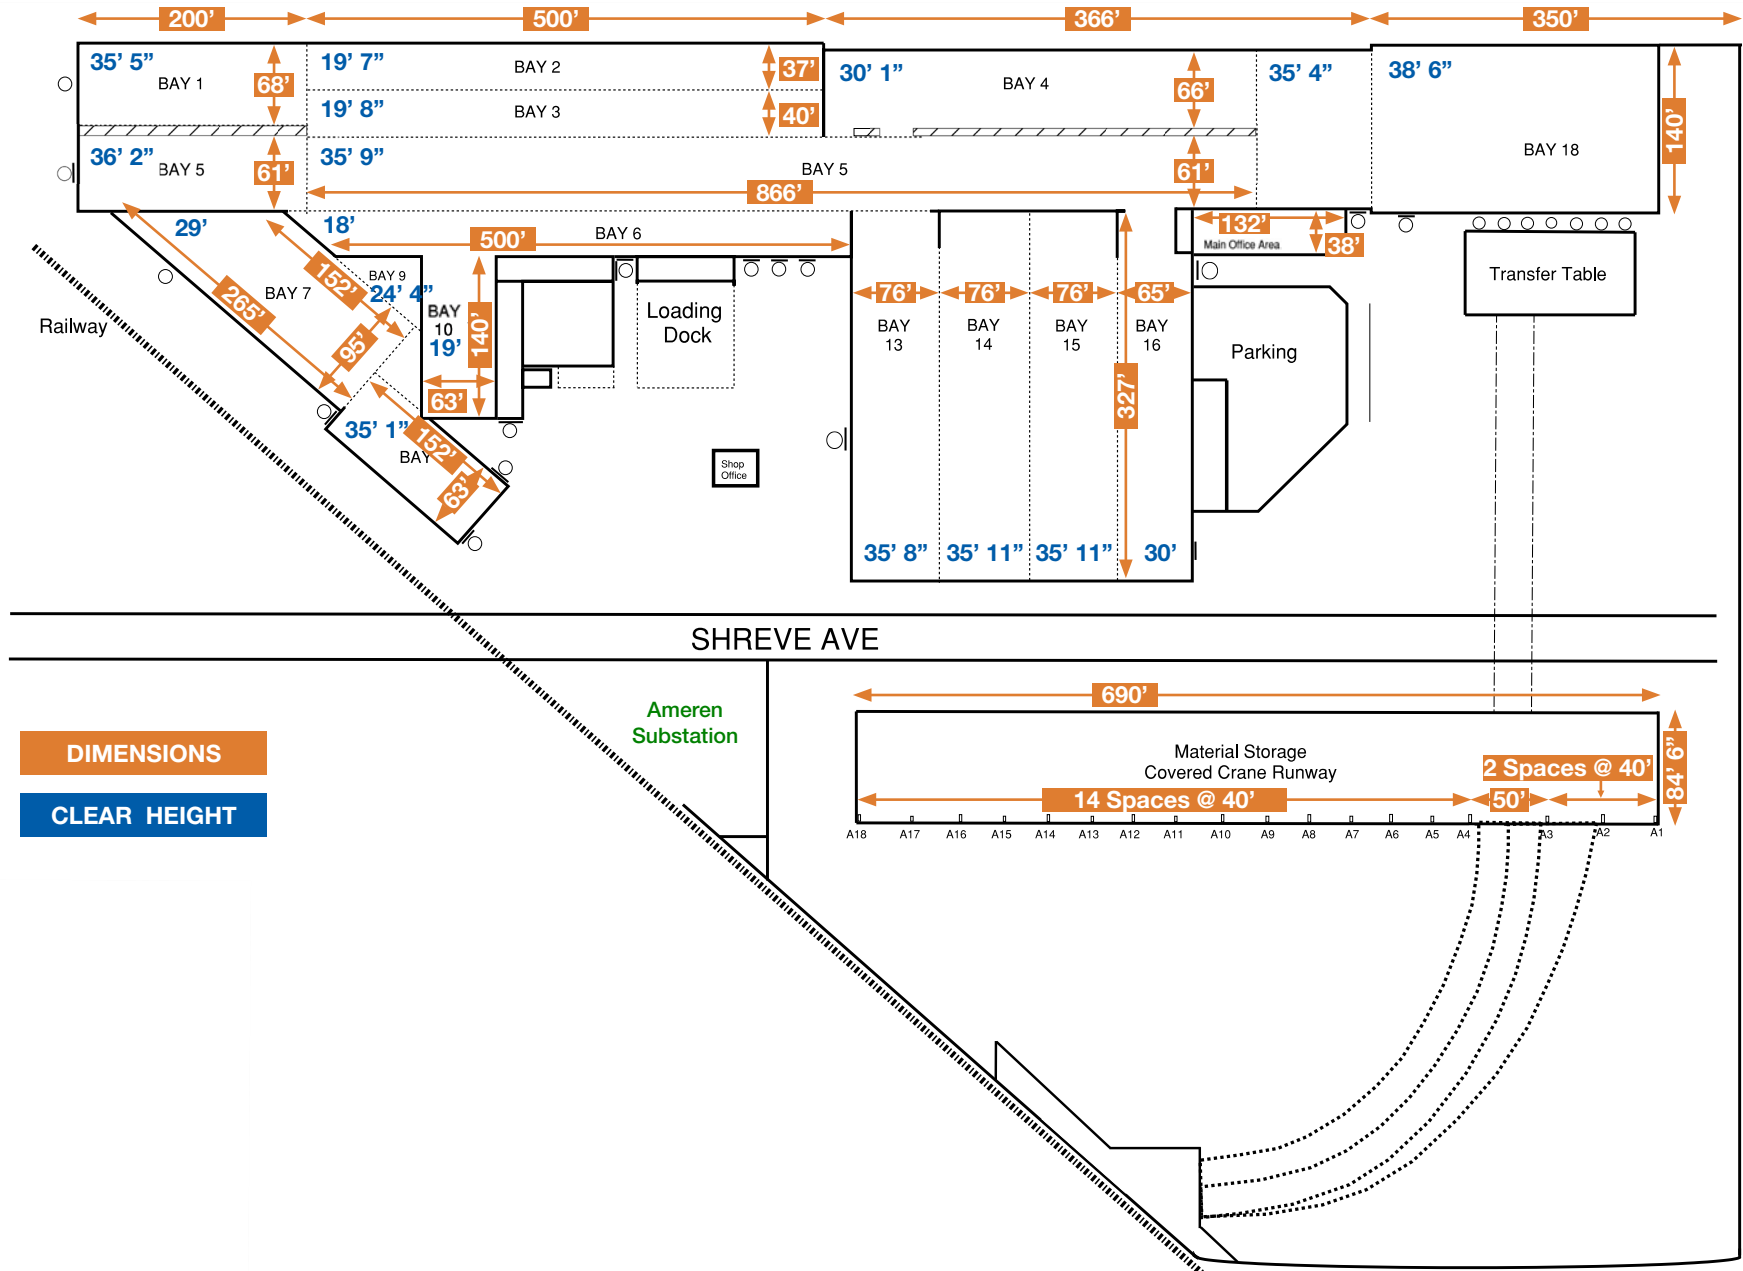 200’
500’
366’
350’
35’ 5”
BAY 1
68’
19’ 7”
BAY 2
37’
19’ 8”
BAY 3
40’
30’ 1”
BAY 4
66’
35’ 4”
38’ 6”
BAY 18
140’
36’ 2”
BAY 5
61’
35’ 9”
BAY 5
866’
61’
29’
18’
500’
BAY 6
132’
38’
Main Office Area
Transfer Table
BAY 7
265’
152’
95’
BAY 9
24’ 4”
BAY
10
19’
140’
63’
Loading
Dock
Railway
76’
76’
76’
65’
BAY
13
BAY
14
BAY
15
BAY
16
327’
Parking
35’ 1”
BAY
152’
63’
Shop
Office
35’ 8”
35’ 11”
35’ 11”
30’
SHREVE AVE
Ameren
Substation
690’
Material Storage
Covered Crane Runway
84’ 6”
14 Spaces @ 40’
50’
2 Spaces @ 40’
A18 A17 A16 A15 A14 A13 A12 A11 A10 A9 A8 A7 A6 A5 A4 A3 A2 A1
DIMENSIONS
CLEAR HEIGHT